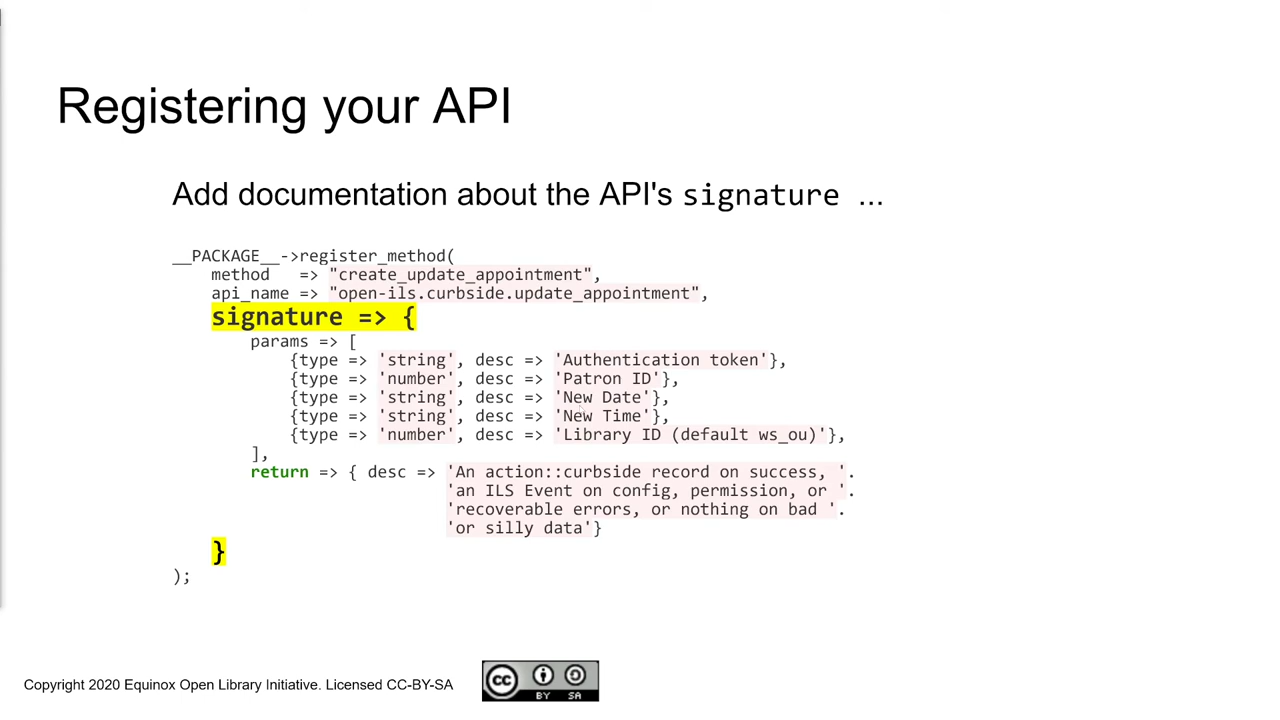 Registering your API
Add documentation about the API's signature ...
__PACKAGE__->register_method(
    method   => "create_update_appointment",
    api_name => "open-ils.curbside.update_appointment",
    signature => {
        params => [
            {type => 'string', desc => 'Authentication token'},
            {type => 'number', desc => 'Patron ID'},
            {type => 'string', desc => 'New Date'},
            {type => 'string', desc => 'New Time'},
            {type => 'number', desc => 'Library ID (default ws_ou)'},
        ],
        return => { desc => 'An action::curbside record on success, '.
                            'an ILS Event on config, permission, or '.
                            'recoverable errors, or nothing on bad '.
                            'or silly data'}
    }
);
Copyright 2020 Equinox Open Library Initiative. Licensed CC-BY-SA
cc
BY SA